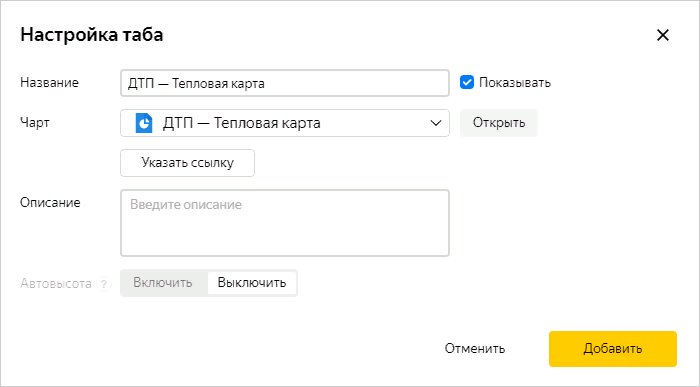 Настройка таба
Название ДТП — Тепловая карта Показывать
Чарт ДТП — Тепловая карта Открыть
Указать ссылку
Описание Введите описание
Автовысота ? Включить Выключить
Отменить Добавить